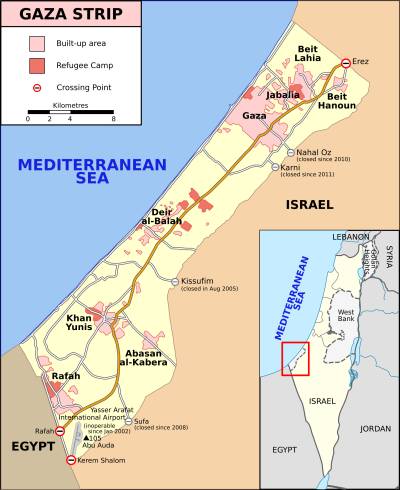 GAZA STRIP
Built-up area
Refugee Camp
Crossing Point
Kilometres
0 2 4 8
Beit
Lahia
Erez
Jabalia
Beit
Hanoun
Gaza
Nahal Oz
(closed since 2010)
Karni
(closed since 2011)
MEDITERRANEAN
SEA
ISRAEL
Deir
al-Balah
Kissufim
(closed in Aug 2005)
Khan
Yunis
Abasan
al-Kabera
Rafah
Yasser Arafat
International Airport
(inoperable
since Jan 2002)
Sufa
(closed since 2008)
Rafah
105
Abu Auda
EGYPT
Kerem Shalom
LEBANON
SYRIA
Golan
Heights
MEDITERRANEAN
SEA
West
Bank
ISRAEL
JORDAN
EGYPT